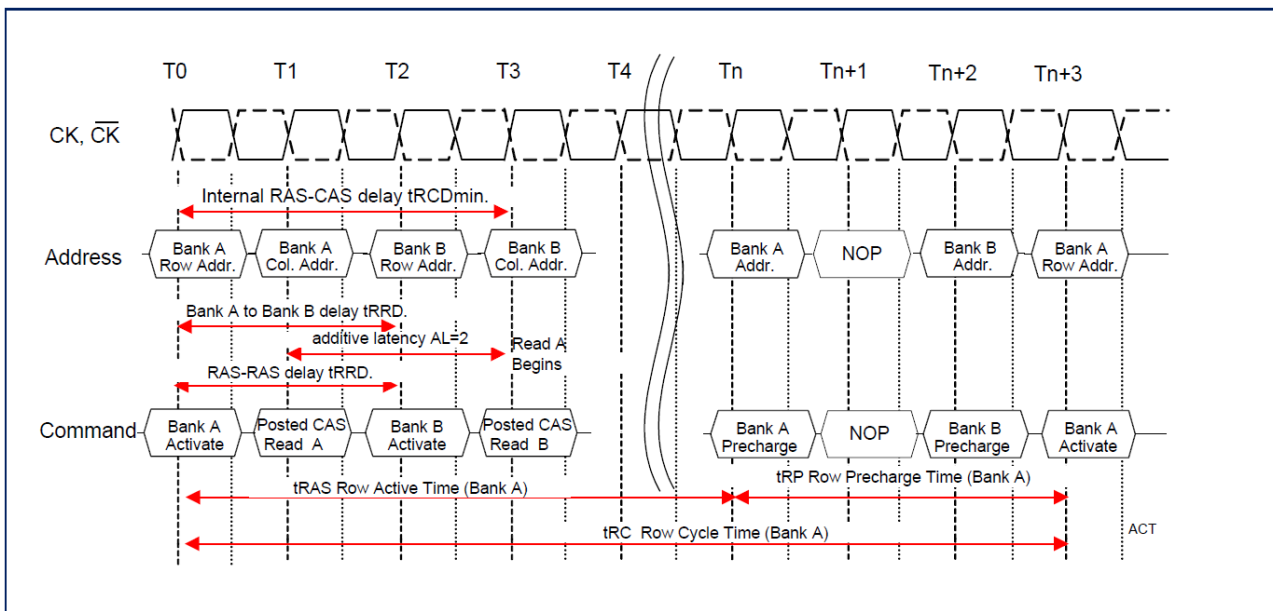 T0 T1 T2 T3 T4 Tn Tn+1 Tn+2 Tn+3
CK, C̅K̅
Internal RAS-CAS delay tRCDmin.
Address
Bank A
Row Addr.
Bank A
Col. Addr.
Bank B
Row Addr.
Bank B
Col. Addr.
Bank A
Addr.
NOP
Bank B
Addr.
Bank A
Row Addr.
Bank A to Bank B delay tRRD.
additive latency AL=2
Read A
Begins
RAS-RAS delay tRRD.
Command
Bank A
Activate
Posted CAS
Read A
Bank B
Activate
Posted CAS
Read B
Bank A
Precharge
NOP
Bank B
Precharge
Bank A
Activate
tRAS Row Active Time (Bank A)
tRP Row Precharge Time (Bank A)
tRC Row Cycle Time (Bank A)
ACT